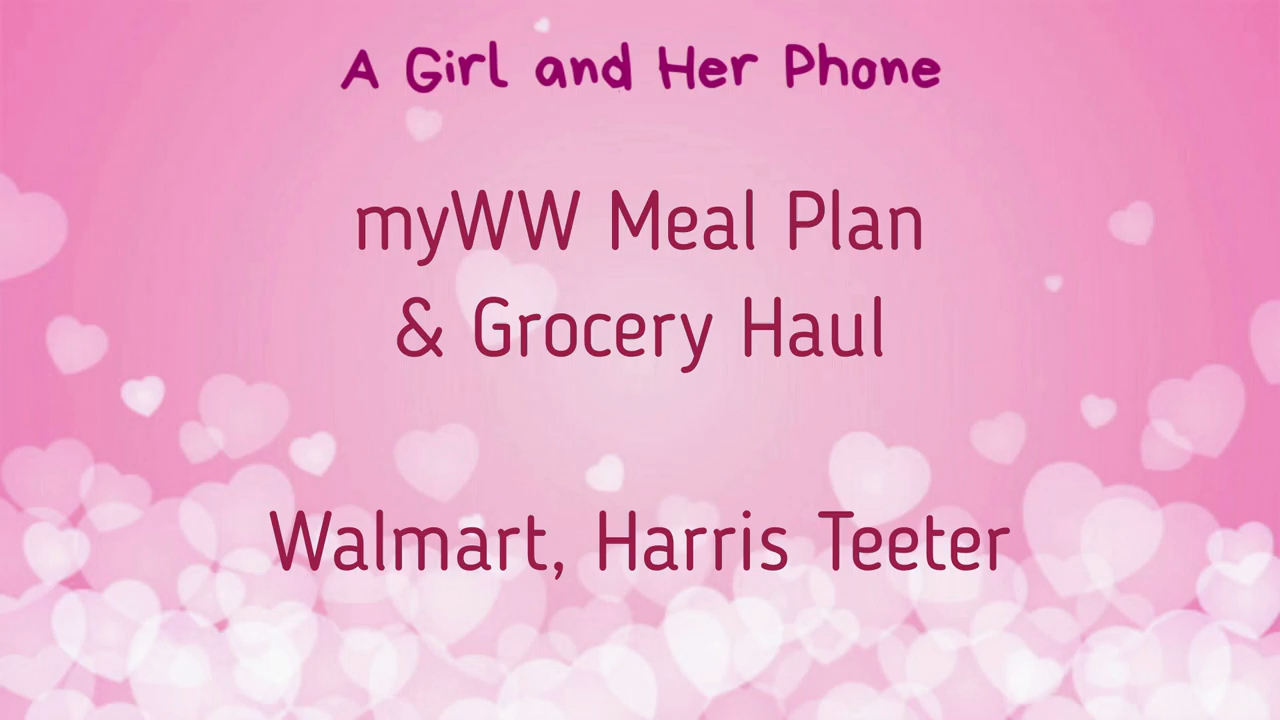 A Girl and Her Phone
myWW Meal Plan
& Grocery Haul
Walmart, Harris Teeter